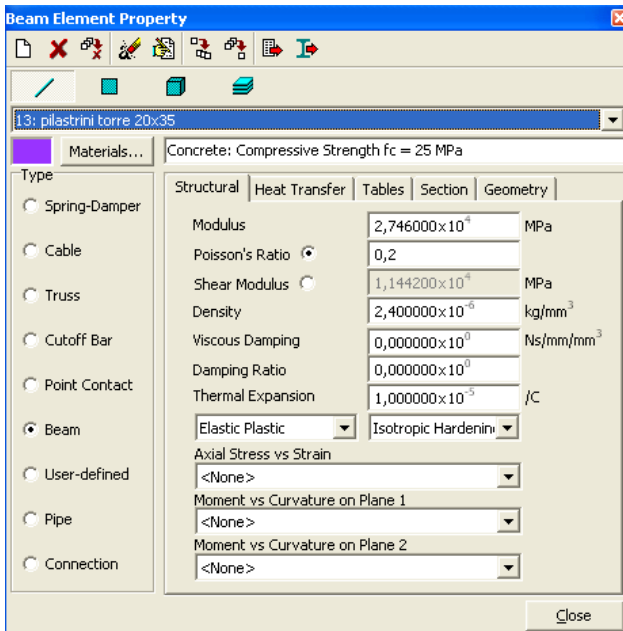 Beam Element Property
13: pilastrini torre 20x35
Materials... Concrete: Compressive Strength fc = 25 MPa
Type
Spring-Damper
Cable
Truss
Cutoff Bar
Point Contact
Beam
User-defined
Pipe
Connection
Structural Heat Transfer Tables Section Geometry
Modulus 2,746000x10^4 MPa
Poisson's Ratio 0,2
Shear Modulus 1,144200x10^4 MPa
Density 2,400000x10^-6 kg/mm^3
Viscous Damping 0,000000x10^0 Ns/mm/mm^3
Damping Ratio 0,000000x10^0
Thermal Expansion 1,000000x10^-5 /C
Elastic Plastic Isotropic Hardenin
Axial Stress vs Strain
<None>
Moment vs Curvature on Plane 1
<None>
Moment vs Curvature on Plane 2
<None>
Close